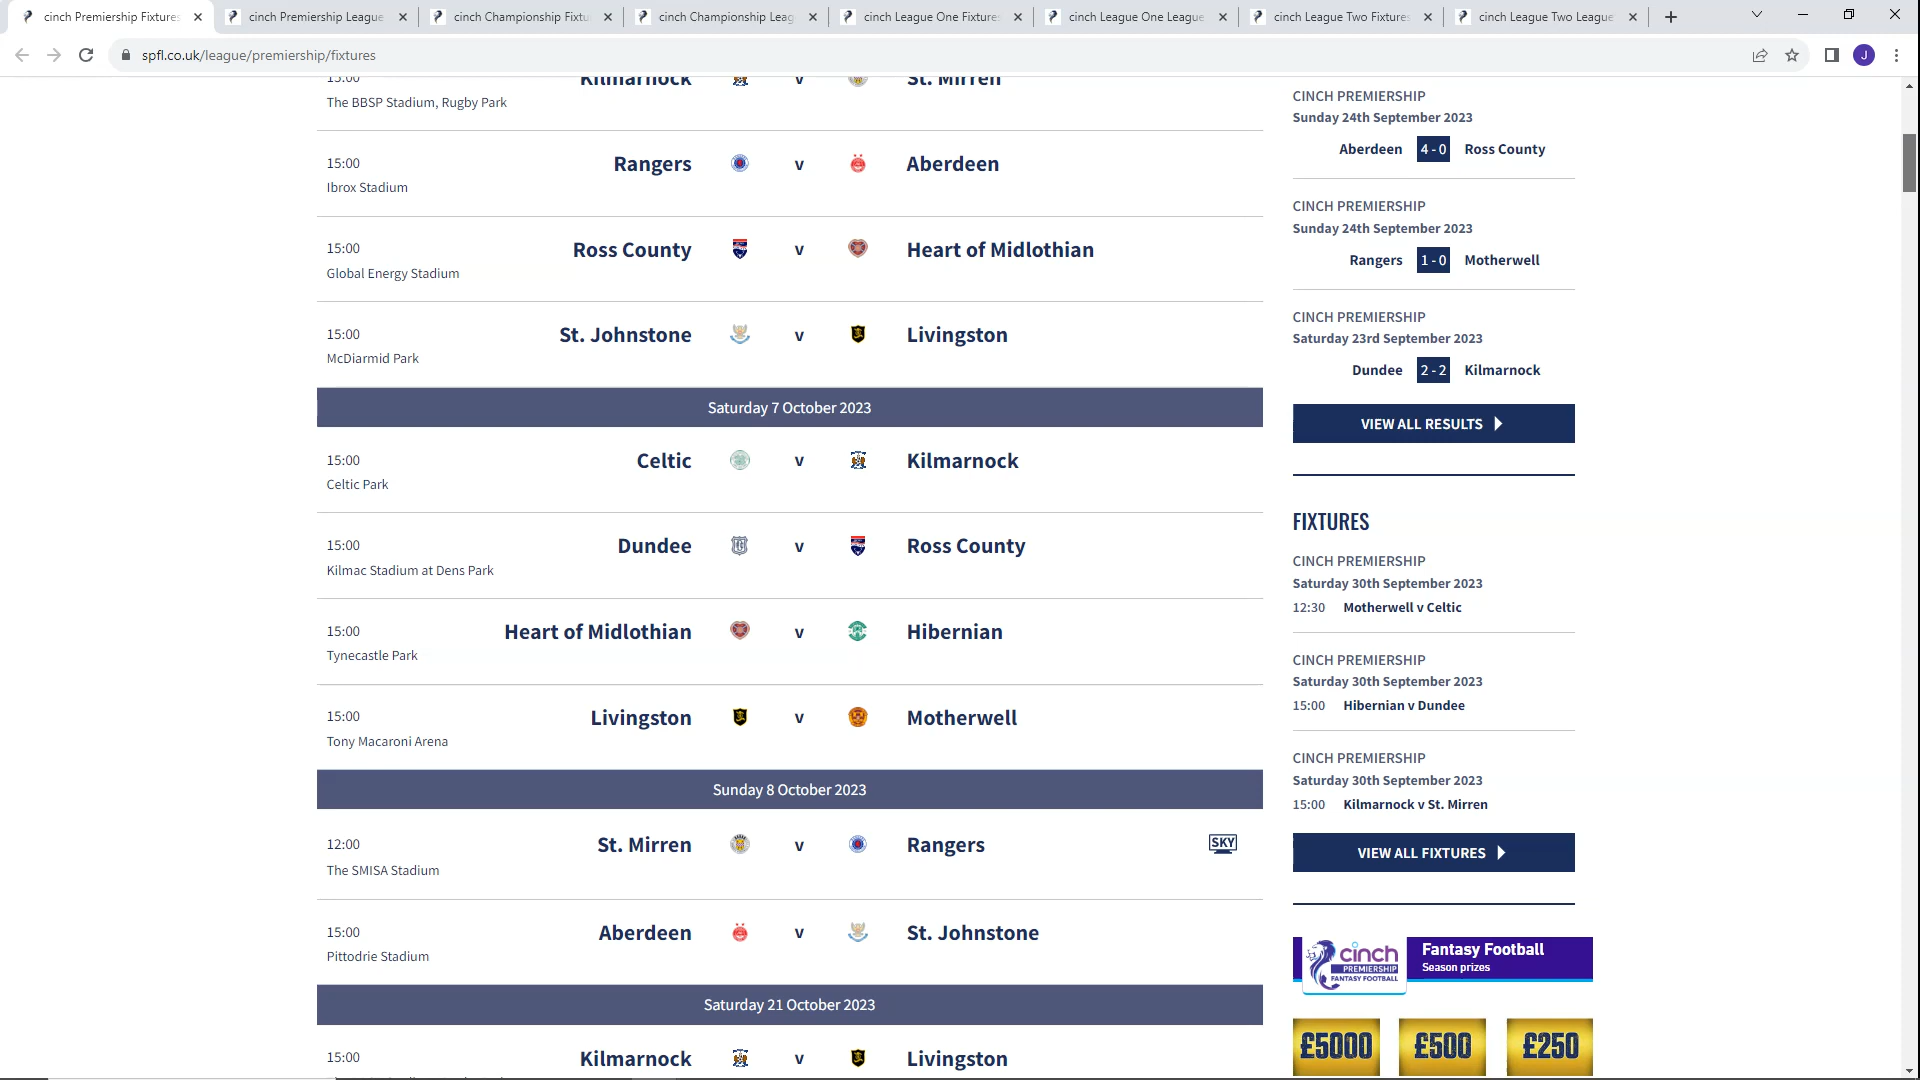 cinch Premiership Fixtures
cinch Premiership League
cinch Championship Fixtu
cinch Championship Leag
cinch League One Fixtures
cinch League One League
cinch League Two Fixtures
cinch League Two League
spfl.co.uk/league/premiership/fixtures
J
15:00 Kilmarnock v St. Mirren
The BBSP Stadium, Rugby Park
15:00 Rangers v Aberdeen
Ibrox Stadium
15:00 Ross County v Heart of Midlothian
Global Energy Stadium
15:00 St. Johnstone v Livingston
McDiarmid Park
Saturday 7 October 2023
15:00 Celtic v Kilmarnock
Celtic Park
15:00 Dundee v Ross County
Kilmac Stadium at Dens Park
15:00 Heart of Midlothian v Hibernian
Tynecastle Park
15:00 Livingston v Motherwell
Tony Macaroni Arena
Sunday 8 October 2023
12:00 St. Mirren v Rangers SKY
The SMISA Stadium
15:00 Aberdeen v St. Johnstone
Pittodrie Stadium
Saturday 21 October 2023
15:00 Kilmarnock v Livingston
CINCH PREMIERSHIP
Sunday 24th September 2023
Aberdeen 4 - 0 Ross County
CINCH PREMIERSHIP
Sunday 24th September 2023
Rangers 1 - 0 Motherwell
CINCH PREMIERSHIP
Saturday 23rd September 2023
Dundee 2 - 2 Kilmarnock
VIEW ALL RESULTS
FIXTURES
CINCH PREMIERSHIP
Saturday 30th September 2023
12:30 Motherwell v Celtic
CINCH PREMIERSHIP
Saturday 30th September 2023
15:00 Hibernian v Dundee
CINCH PREMIERSHIP
Saturday 30th September 2023
15:00 Kilmarnock v St. Mirren
VIEW ALL FIXTURES
cinch
PREMIERSHIP
FANTASY FOOTBALL
Fantasy Football
Season prizes
£5000 £500 £250